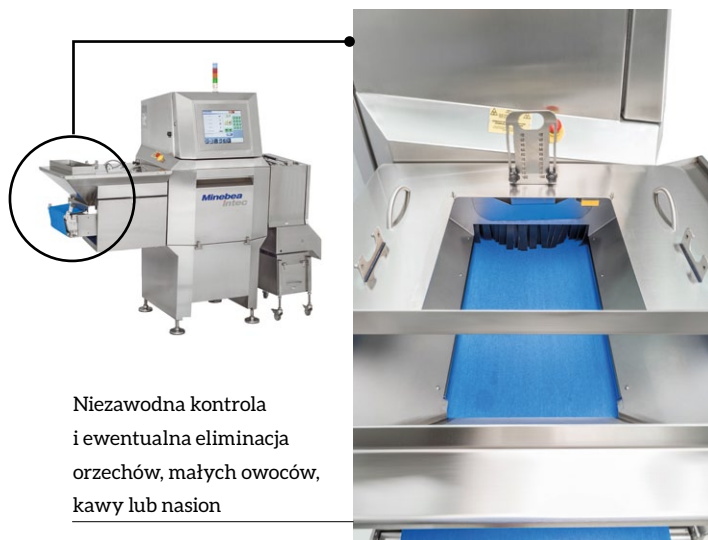 Minebea
Intec
Niezawodna kontrola
i ewentualna eliminacja
orzechów, małych owoców,
kawy lub nasion